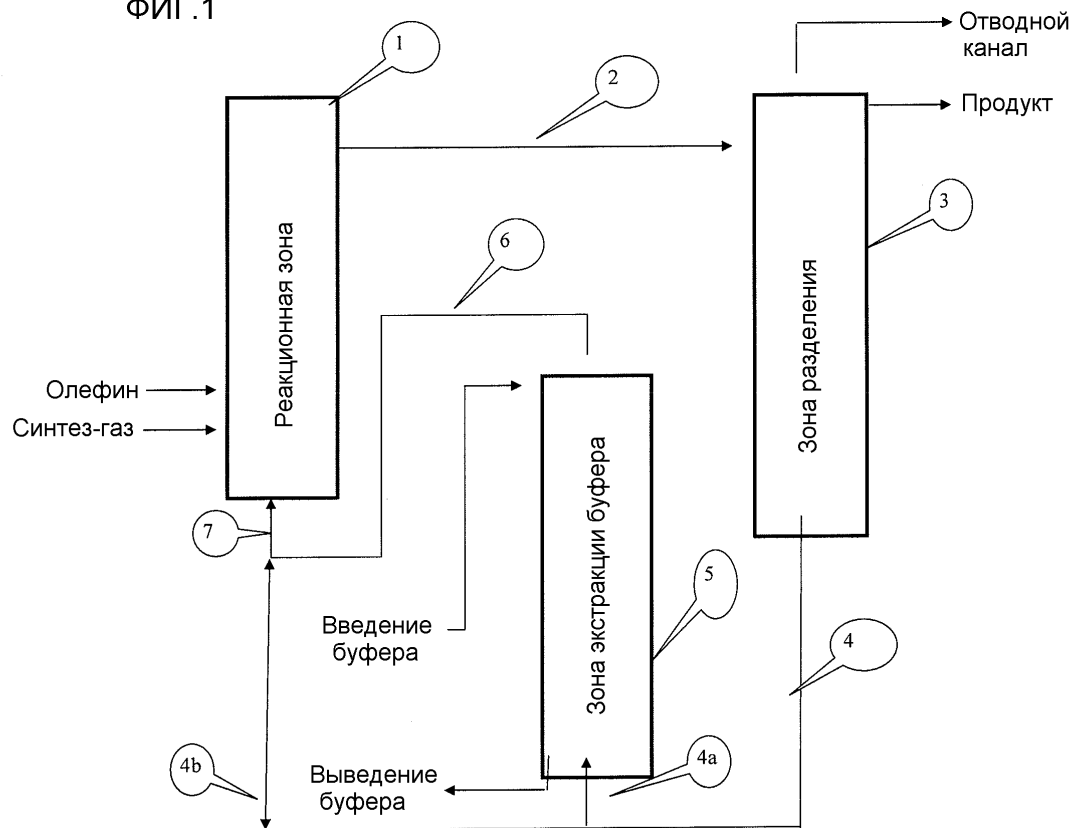 ФИГ.1
1
Отводной
канал
2
Продукт
3
6
Реакционная зона
Зона разделения
Олефин
Синтез-газ
7
Зона экстракции буфера
5
Введение
буфера
4
4b
Выведение
буфера
4a